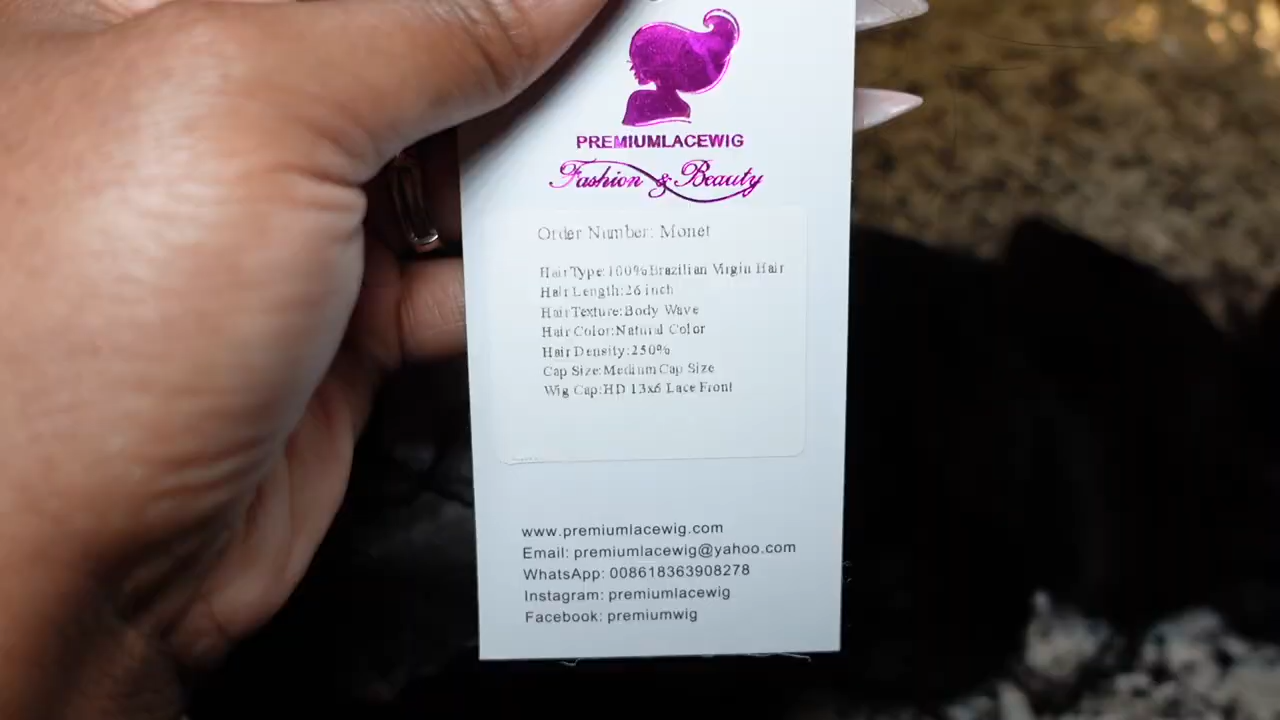 PREMIUMLACEWIG
Fashion & Beauty
Order Number: Monet
Hair Type:100%Brazilian Virgin Hair
Hair Length:26 inch
Hair Texture:Body Wave
Hair Color:Natural Color
Hair Density:250%
Cap Size:Medium Cap Size
Wig Cap:HD 13x6 Lace Front
www.premiumlacewig.com
Email: premiumlacewig@yahoo.com
WhatsApp: 008618363908278
Instagram: premiumlacewig
Facebook: premiumwig